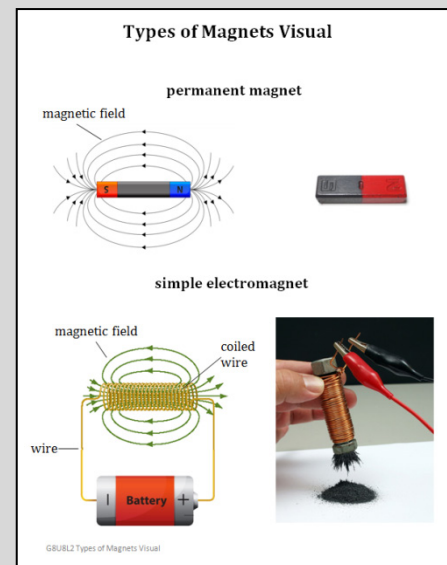 Types of Magnets Visual
permanent magnet
magnetic field
S
N
simple electromagnet
magnetic field
coiled
wire
wire
Battery
+
G8U8L2 Types of Magnets Visual